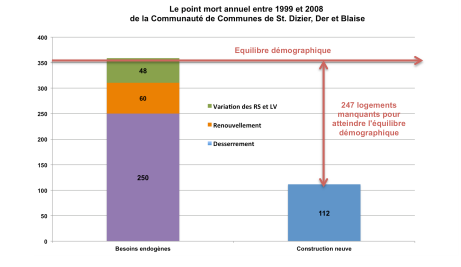 Le point mort annuel entre 1999 et 2008
de la Communauté de Communes de St. Dizier, Der et Blaise
400
350
300
250
200
150
100
50
0
Equilibre démographique
48
60
250
Variation des RS et LV
Renouvellement
Desserrement
247 logements
manquants pour
atteindre l'équilibre
démographique
112
Besoins endogènes
Construction neuve